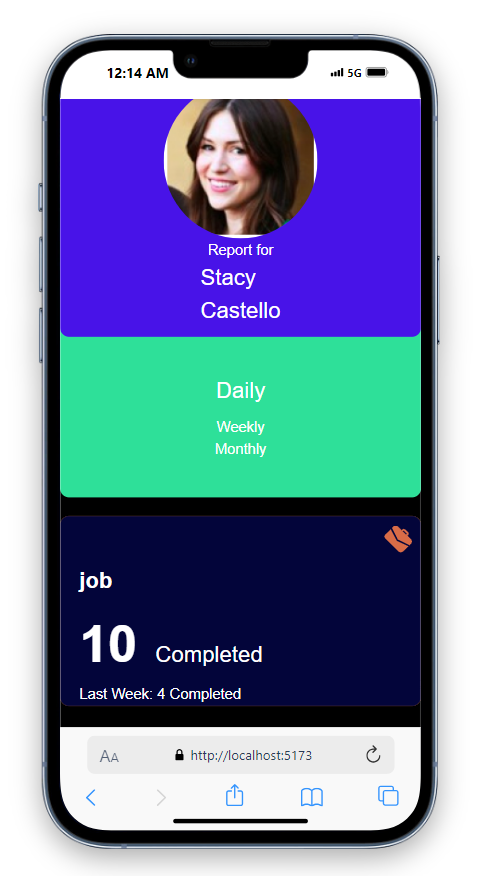 12:14 AM 5G
Report for
Stacy
Castello
Daily
Weekly
Monthly
job
10 Completed
Last Week: 4 Completed
AA http://localhost:5173